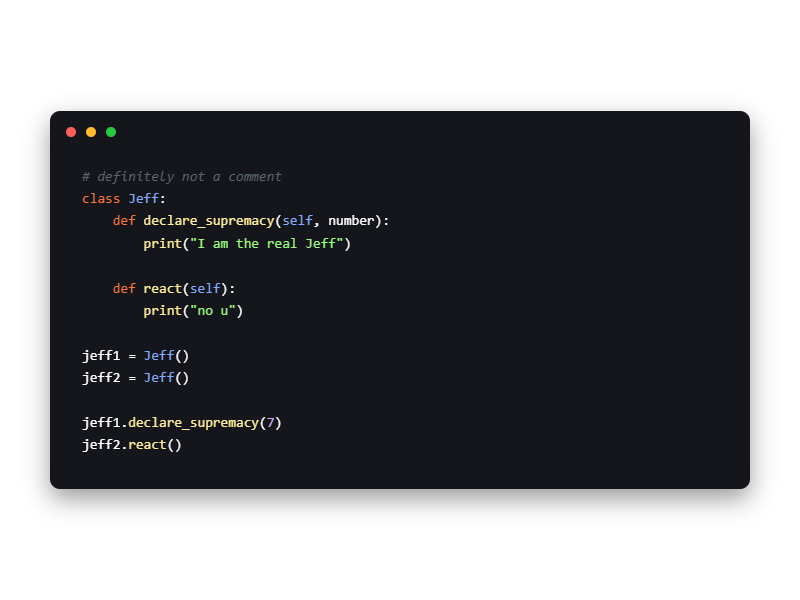 # definitely not a comment
class Jeff:
    def declare_supremacy(self, number):
        print("I am the real Jeff")

    def react(self):
        print("no u")

jeff1 = Jeff()
jeff2 = Jeff()

jeff1.declare_supremacy(7)
jeff2.react()